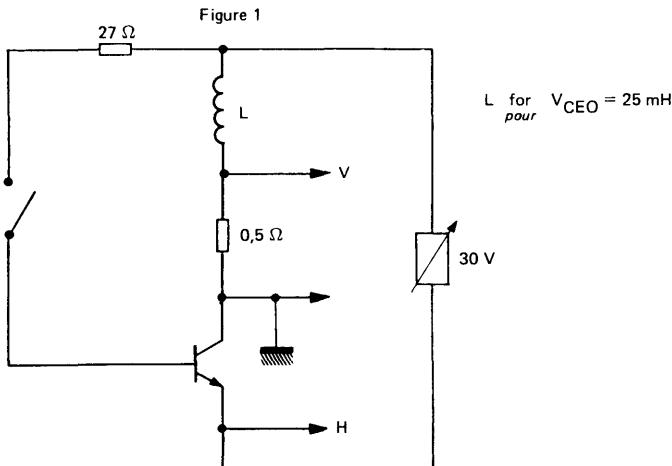 Figure 1
27 Ω
L
L for V_CEO = 25 mH
pour
V
0,5 Ω
30 V
H